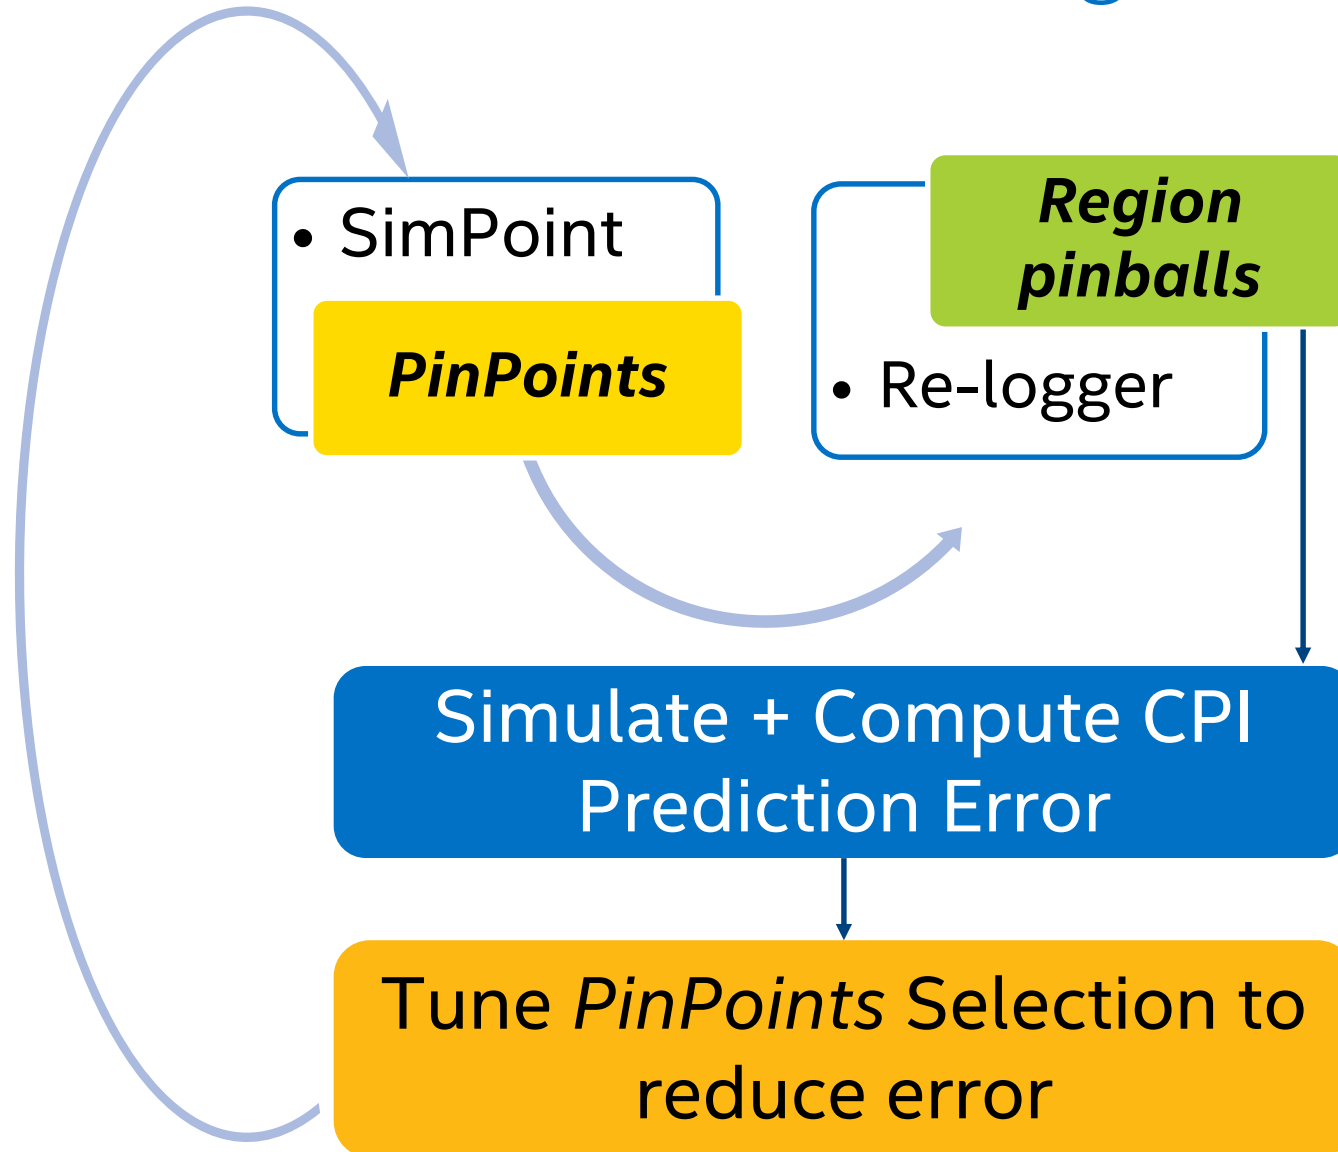 • SimPoint
PinPoints
Region
pinballs
• Re-logger
Simulate + Compute CPI
Prediction Error
Tune PinPoints Selection to
reduce error